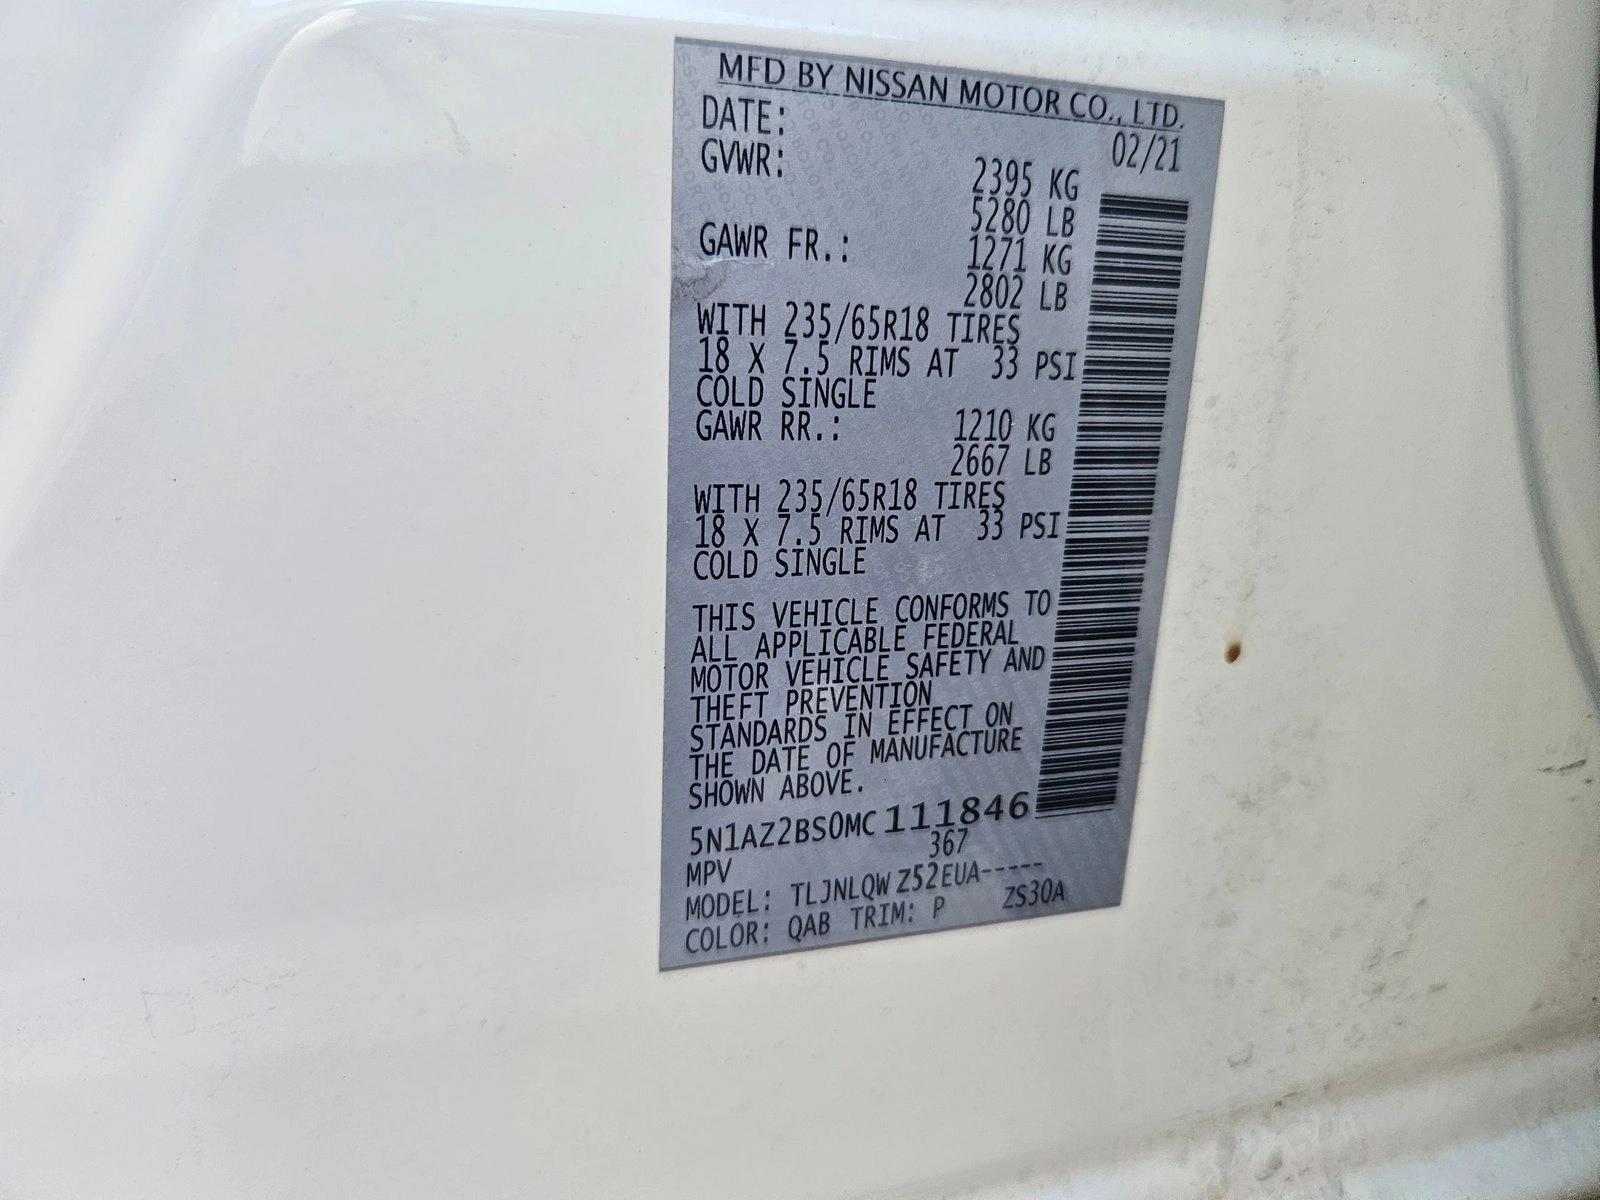 MFD BY NISSAN MOTOR CO., LTD.
DATE: 02/21
GVWR: 2395 KG
5280 LB
GAWR FR.: 1271 KG
2802 LB
WITH 235/65R18 TIRES
18 X 7.5 RIMS AT 33 PSI
COLD SINGLE
GAWR RR.: 1210 KG
2667 LB
WITH 235/65R18 TIRES
18 X 7.5 RIMS AT 33 PSI
COLD SINGLE
THIS VEHICLE CONFORMS TO
ALL APPLICABLE FEDERAL
MOTOR VEHICLE SAFETY AND
THEFT PREVENTION
STANDARDS IN EFFECT ON
THE DATE OF MANUFACTURE
SHOWN ABOVE.
5N1AZ2BS0MC111846
MPV 367
MODEL: TLJNLQW Z52EUA-----
COLOR: QAB TRIM: P ZS30A